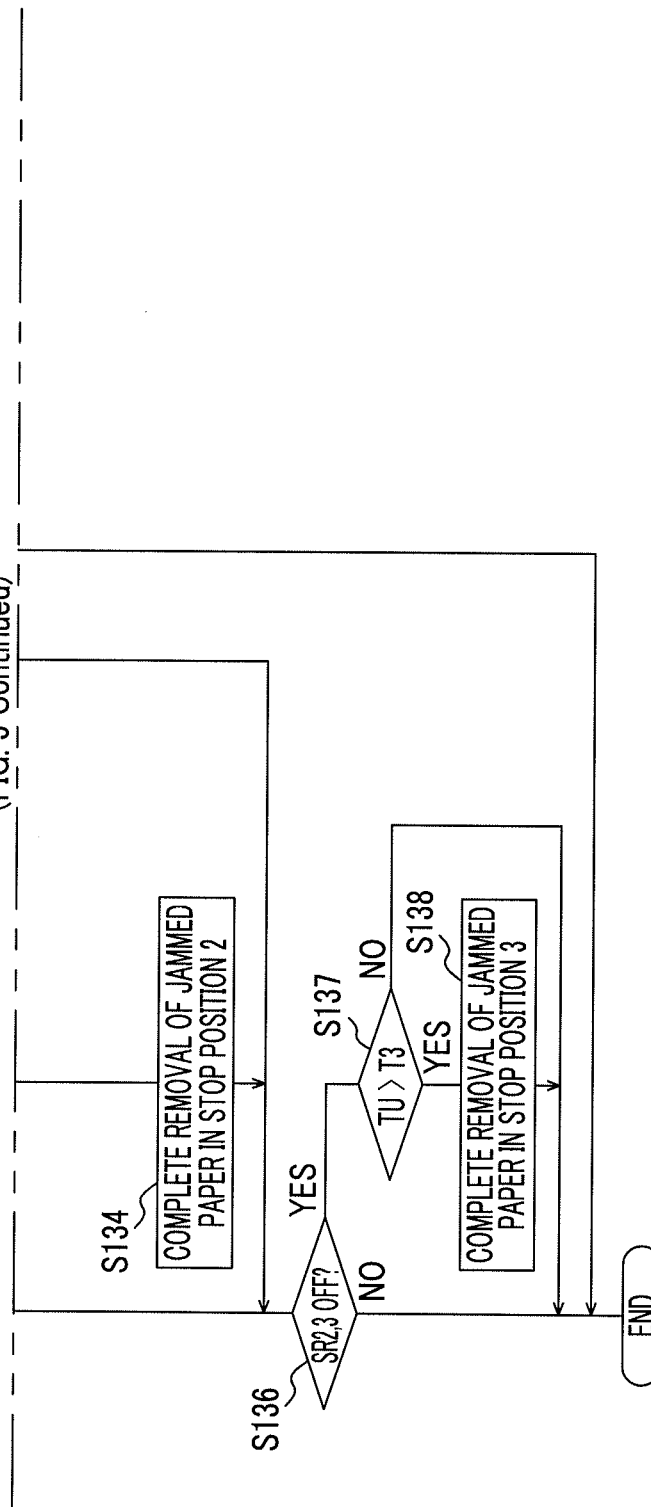 (FIG. 5 Continued)
S134
COMPLETE REMOVAL OF JAMMED
PAPER IN STOP POSITION 2
S136
SR2,3 OFF?
YES
NO
S137
TU > T3
NO
YES
S138
COMPLETE REMOVAL OF JAMMED
PAPER IN STOP POSITION 3
END